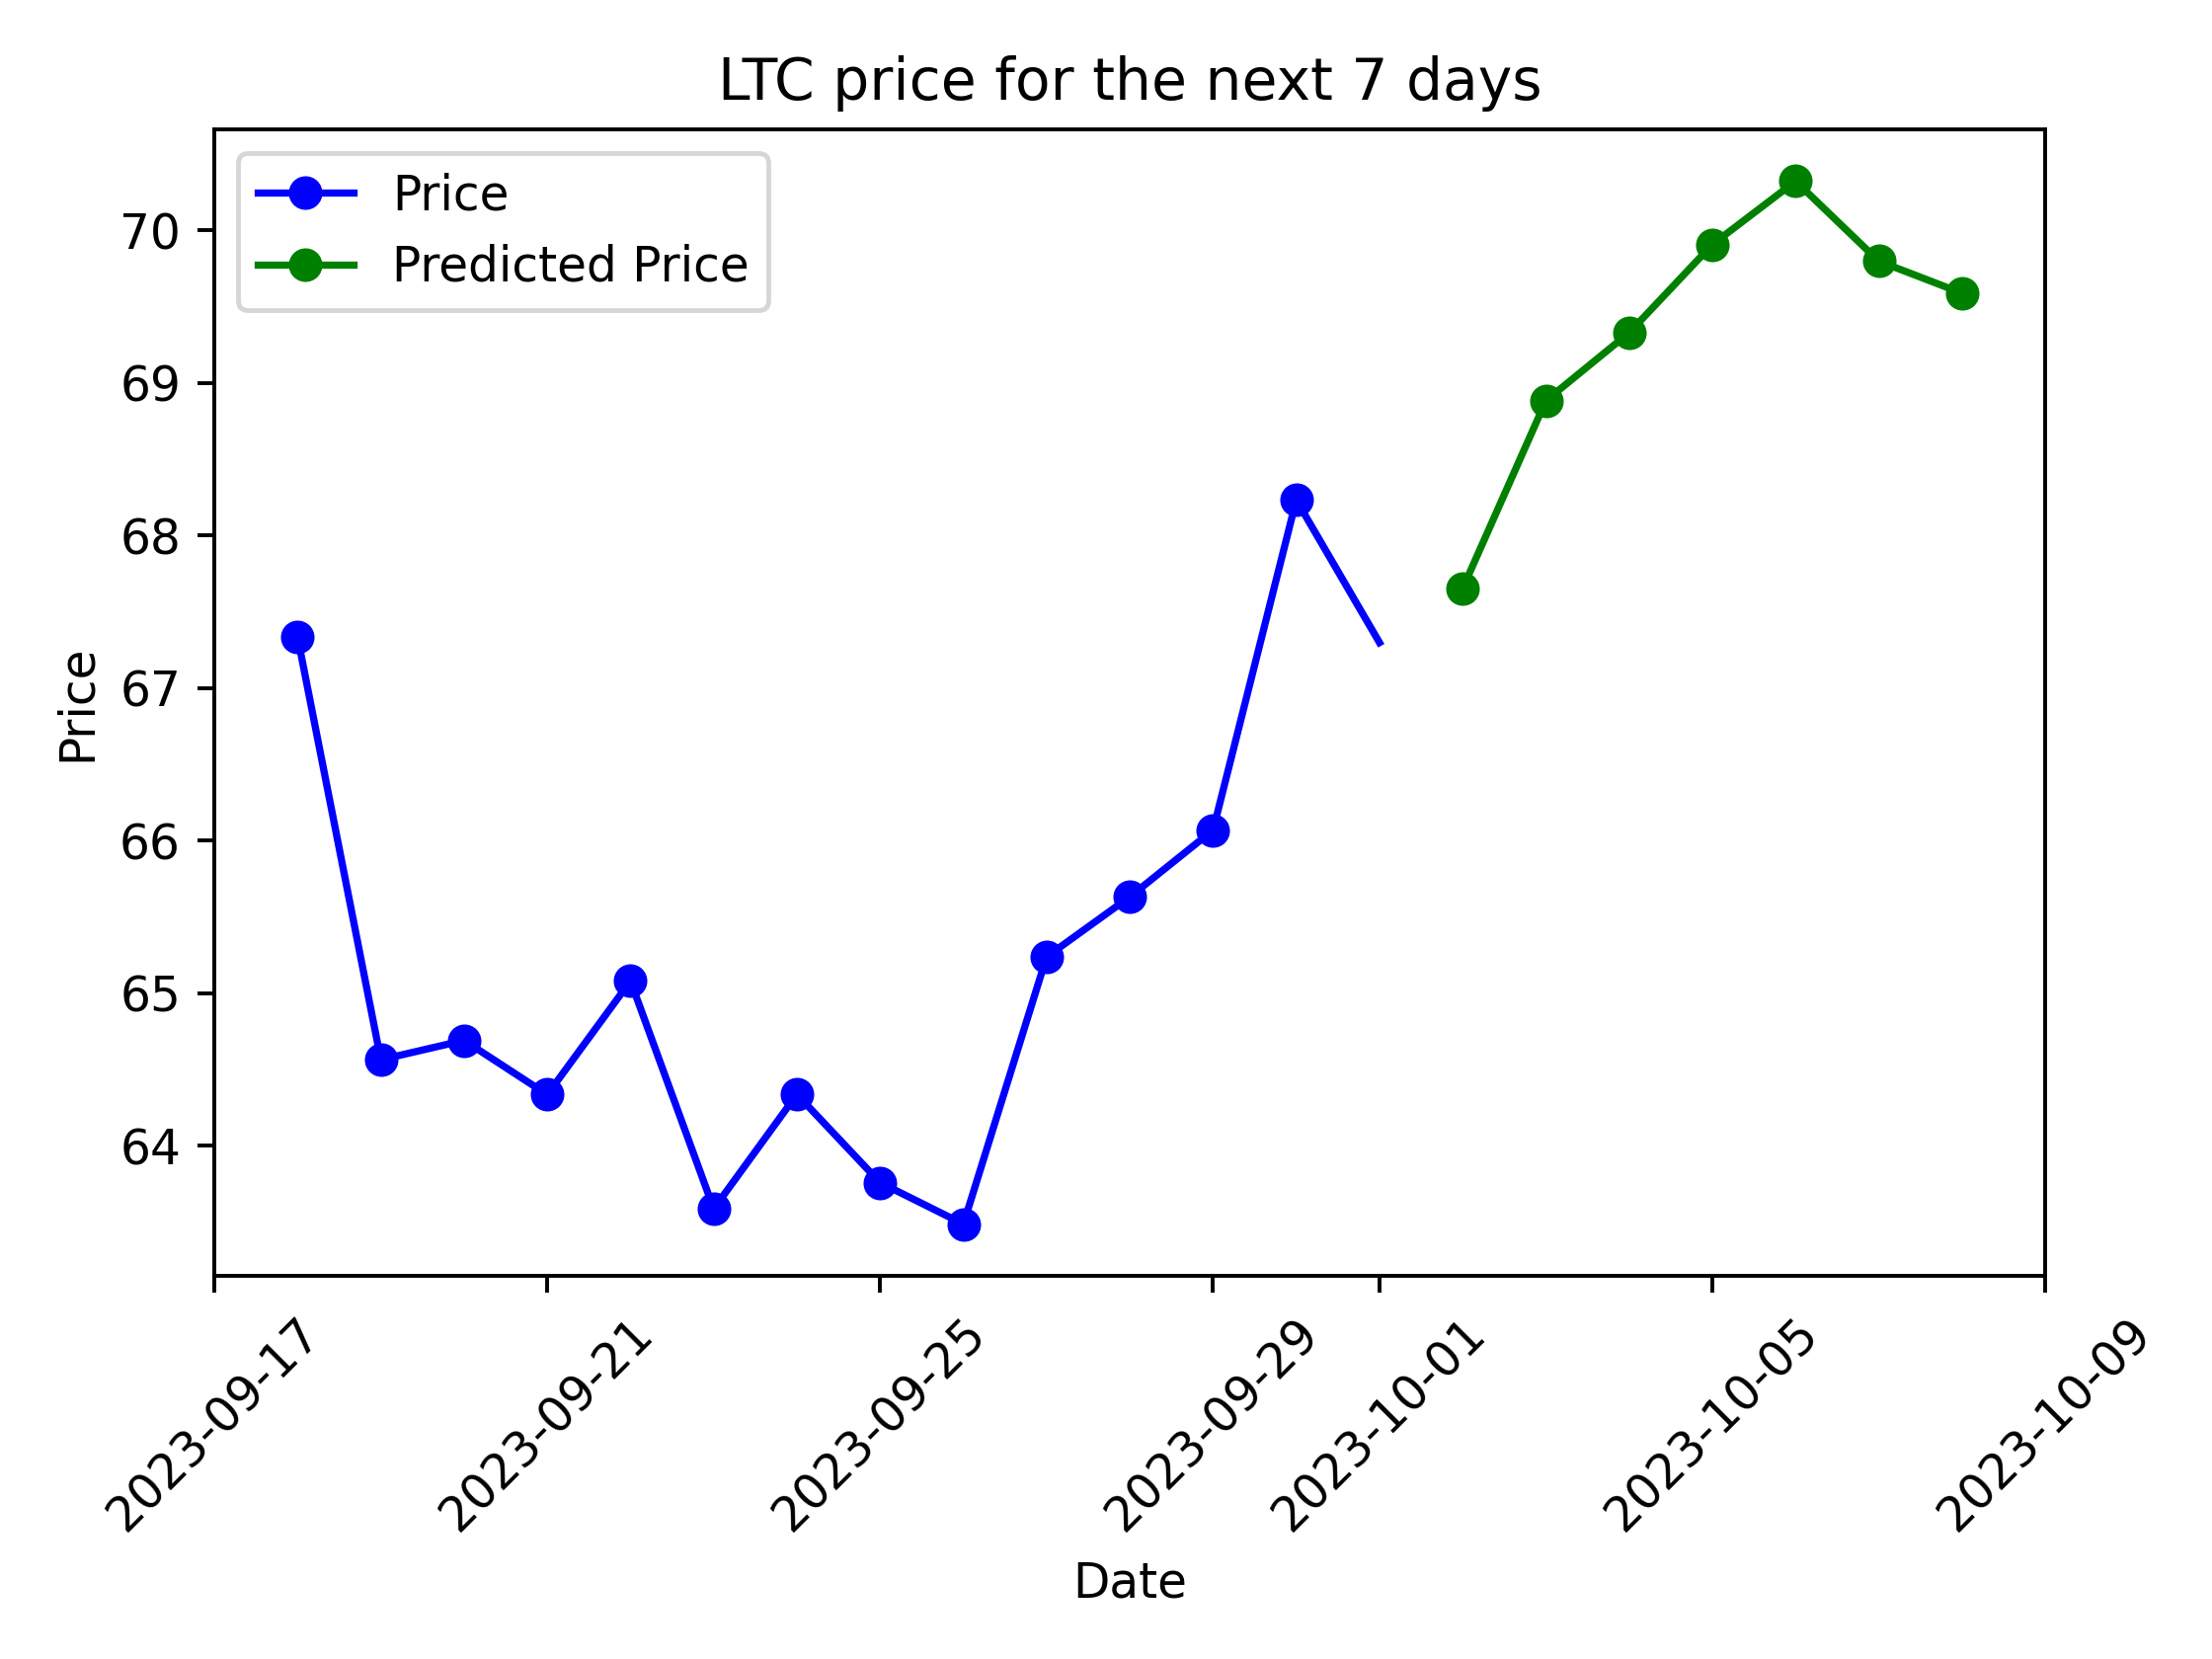 LTC price for the next 7 days
Price
Predicted Price
70
69
68
67
66
65
64
Price
2023-09-17
2023-09-21
2023-09-25
2023-09-29
2023-10-01
2023-10-05
2023-10-09
Date